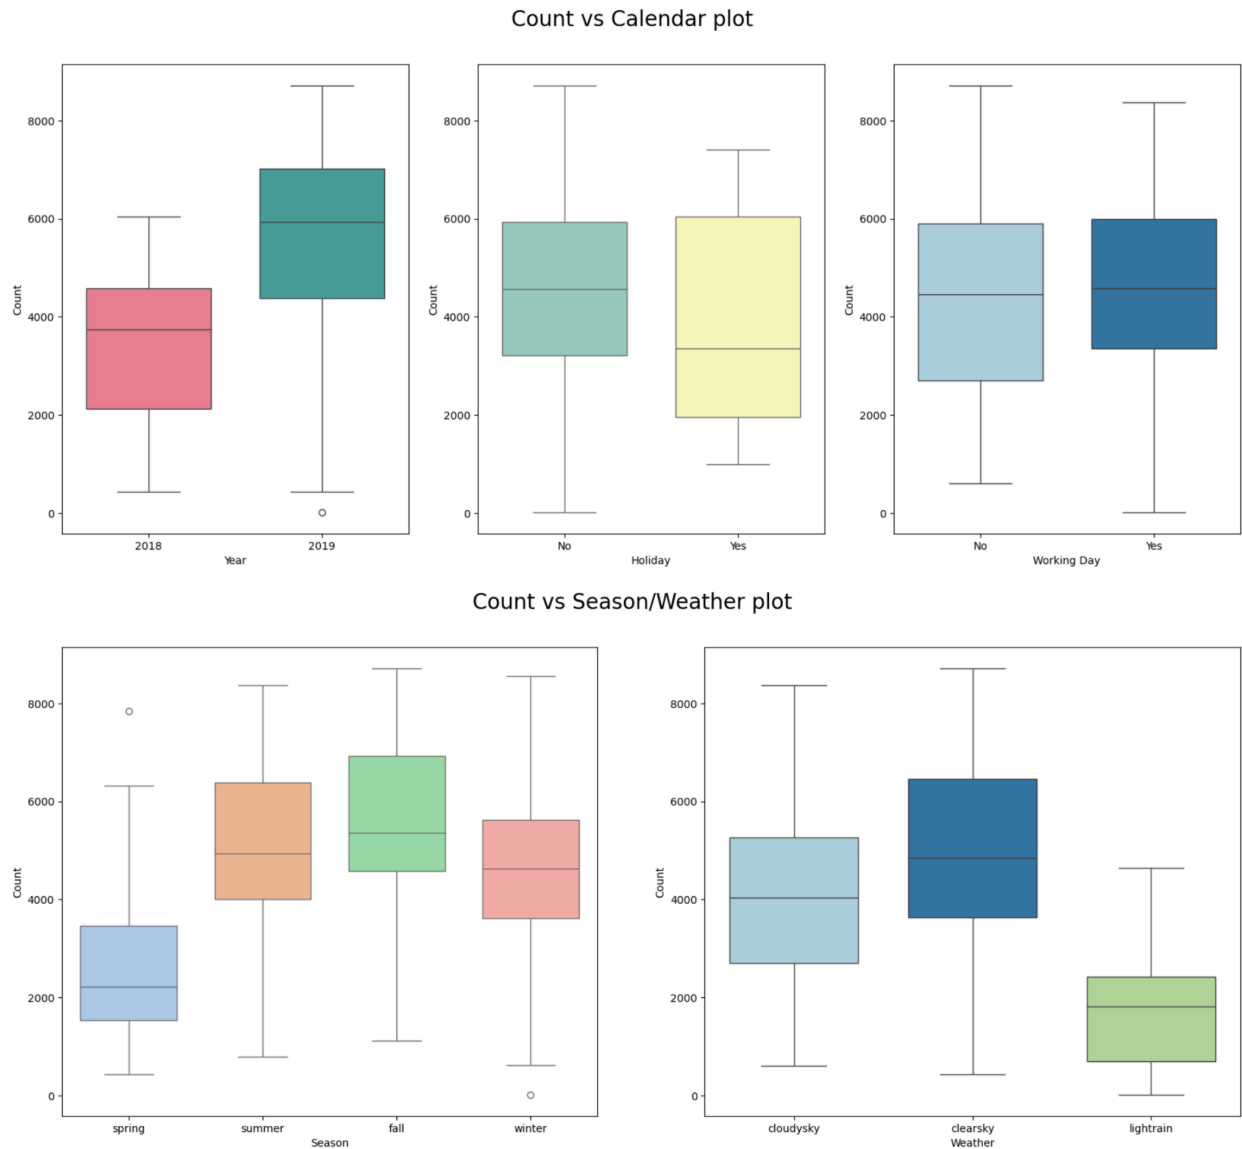 Count vs Calendar plot
8000
6000
4000
2000
0
Count
2018
2019
Year
8000
6000
4000
2000
0
Count
No
Yes
Holiday
8000
6000
4000
2000
0
Count
No
Yes
Working Day
Count vs Season/Weather plot
8000
6000
4000
2000
0
Count
spring
summer
fall
winter
Season
8000
6000
4000
2000
0
Count
cloudysky
clearsky
lightrain
Weather